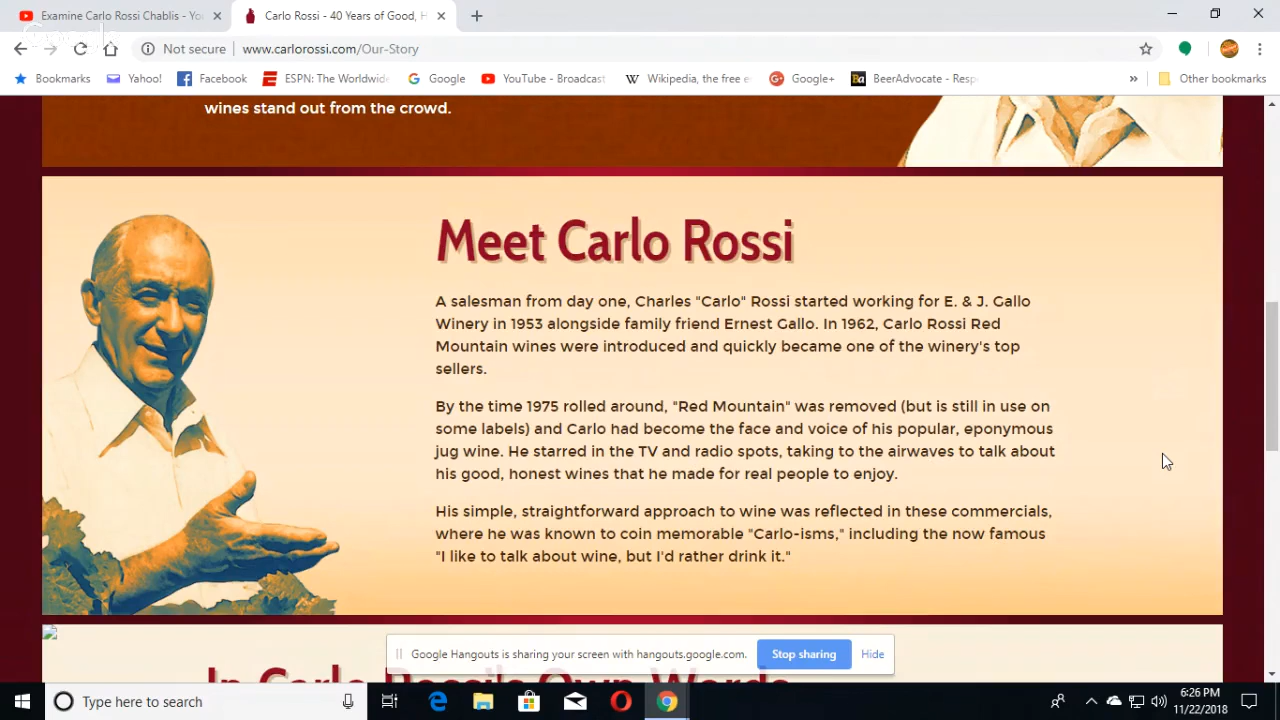 Examine Carlo Rossi Chablis - Yo
Carlo Rossi - 40 Years of Good, H
Not secure | www.carlorossi.com/Our-Story
Bookmarks Yahoo! Facebook ESPN: The Worldwide Google YouTube - Broadcast Wikipedia, the free e Google+ BeerAdvocate - Resp » Other bookmarks
wines stand out from the crowd.
Meet Carlo Rossi
A salesman from day one, Charles "Carlo" Rossi started working for E. & J. Gallo
Winery in 1953 alongside family friend Ernest Gallo. In 1962, Carlo Rossi Red
Mountain wines were introduced and quickly became one of the winery's top
sellers.
By the time 1975 rolled around, "Red Mountain" was removed (but is still in use on
some labels) and Carlo had become the face and voice of his popular, eponymous
jug wine. He starred in the TV and radio spots, taking to the airwaves to talk about
his good, honest wines that he made for real people to enjoy.
His simple, straightforward approach to wine was reflected in these commercials,
where he was known to coin memorable "Carlo-isms," including the now famous
"I like to talk about wine, but I'd rather drink it."
Google Hangouts is sharing your screen with hangouts.google.com. Stop sharing Hide
In Carlo Rossi's Own Words
Type here to search
6:26 PM
11/22/2018